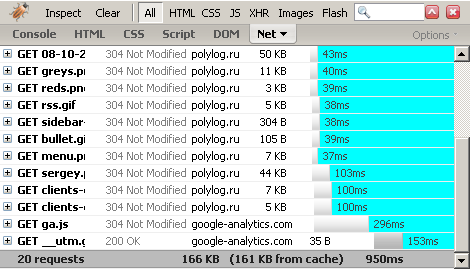 Inspect Clear All HTML CSS JS XHR Images Flash
Console HTML CSS Script DOM Net Options
GET 08-10-2 304 Not Modified polylog.ru 50 KB 43ms
GET greys.pr 304 Not Modified polylog.ru 11 KB 40ms
GET reds.pn 304 Not Modified polylog.ru 3 KB 39ms
GET rss.gif 304 Not Modified polylog.ru 5 KB 38ms
GET sidebar- 304 Not Modified polylog.ru 304 B 38ms
GET bullet.gi 304 Not Modified polylog.ru 105 B 39ms
GET menu.pr 304 Not Modified polylog.ru 7 KB 37ms
GET sergey.p 304 Not Modified polylog.ru 44 KB 103ms
GET clients- 304 Not Modified polylog.ru 7 KB 100ms
GET clients- 304 Not Modified polylog.ru 5 KB 100ms
GET ga.js 304 Not Modified google-analytics.com 296ms
GET __utm.g 200 OK google-analytics.com 35 B 153ms
20 requests 166 KB (161 KB from cache) 950ms